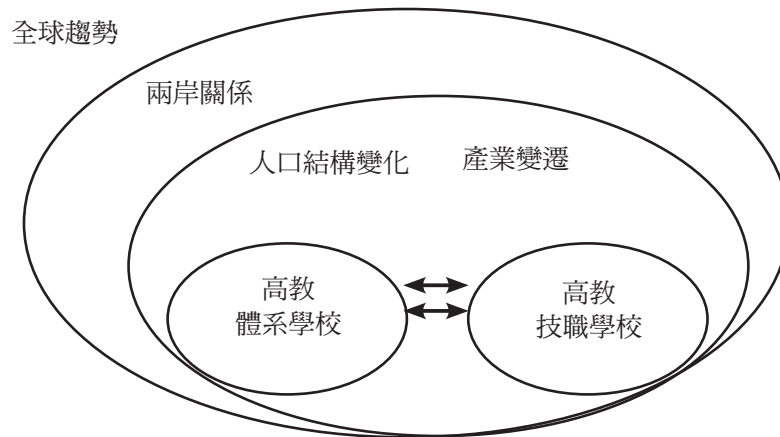 全球趨勢
兩岸關係
人口結構變化
產業變遷
高教
體系學校
高教
技職學校